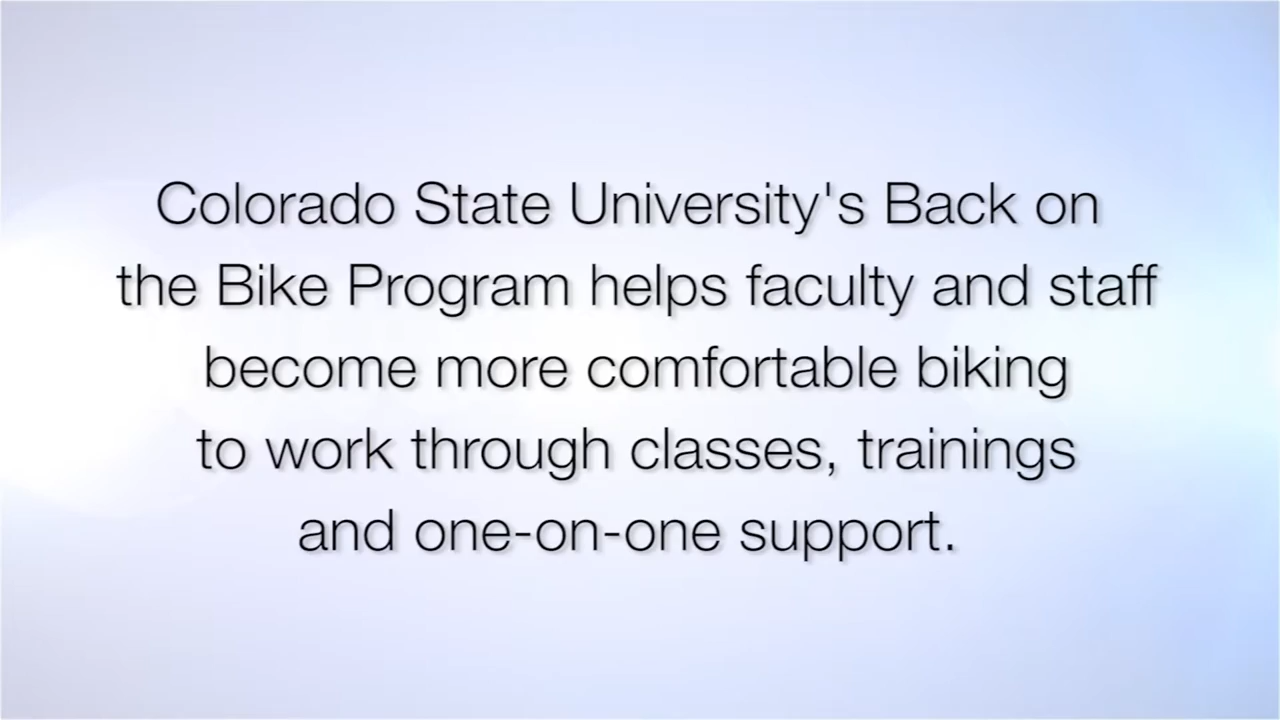 Colorado State University's Back on
the Bike Program helps faculty and staff
become more comfortable biking
to work through classes, trainings
and one-on-one support.